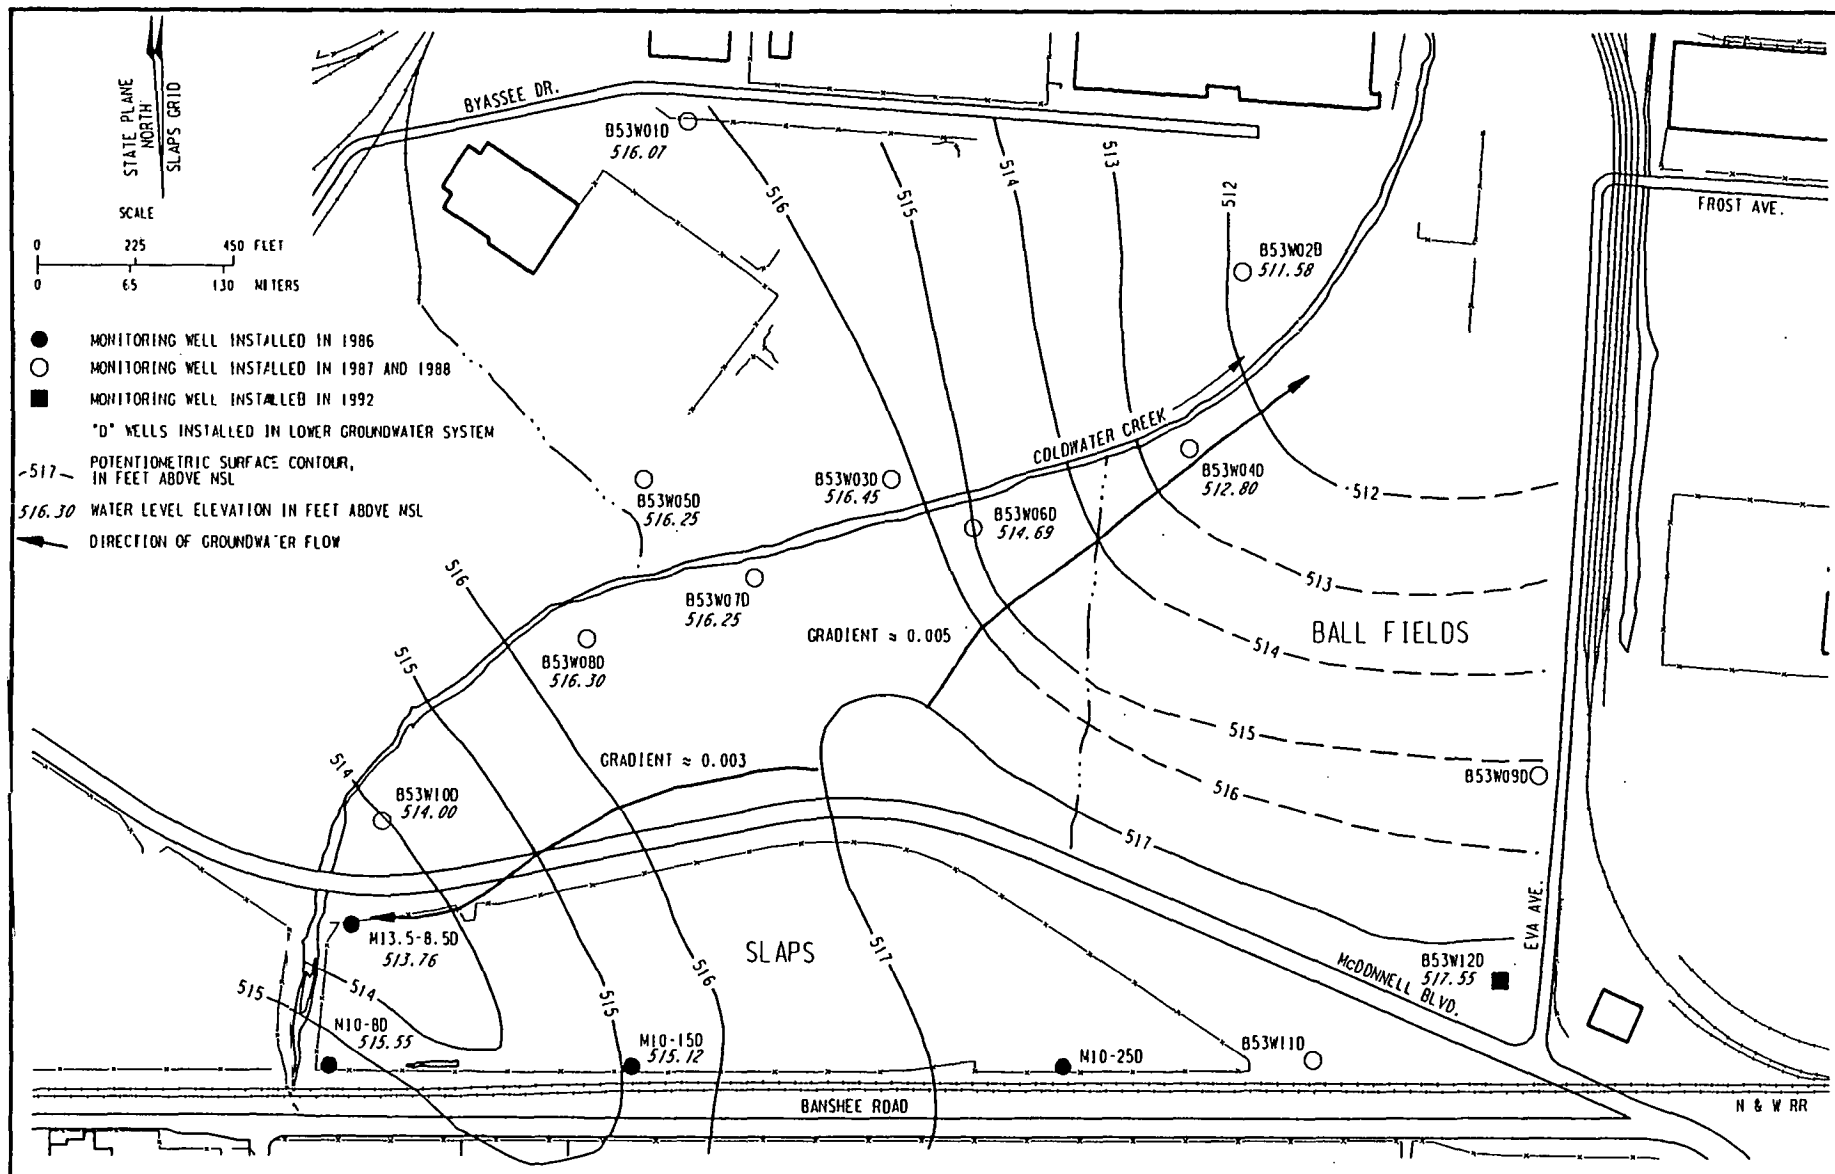 STATE PLANE
NORTH
SLAPS GRID
SCALE
0 225 450 FEET
0 65 130 METERS
MONITORING WELL INSTALLED IN 1986
MONITORING WELL INSTALLED IN 1987 AND 1988
MONITORING WELL INSTALLED IN 1992
"D" WELLS INSTALLED IN LOWER GROUNDWATER SYSTEM
517
POTENTIOMETRIC SURFACE CONTOUR,
IN FEET ABOVE MSL
516.30 WATER LEVEL ELEVATION IN FEET ABOVE MSL
DIRECTION OF GROUNDWATER FLOW
BYASSEE DR.
B53W01D
516.07
516
515
514
513
512
B53W02D
511.58
FROST AVE.
COLDWATER CREEK
B53W05D
516.25
B53W03D
516.45
B53W06D
514.69
B53W04D
512.80
512
513
514
515
516
517
BALL FIELDS
GRADIENT ≈ 0.005
B53W07D
516.25
B53W08D
516.30
516
515
514
GRADIENT ≈ 0.003
B53W10D
514.00
B53W09D
EVA AVE.
M13.5-8.5D
513.76
SLAPS
517
516
515
514
515
McDONNELL BLVD.
B53W12D
517.55
M10-8D
515.55
M10-15D
515.12
M10-25D
B53W11D
BANSHEE ROAD
N & W RR